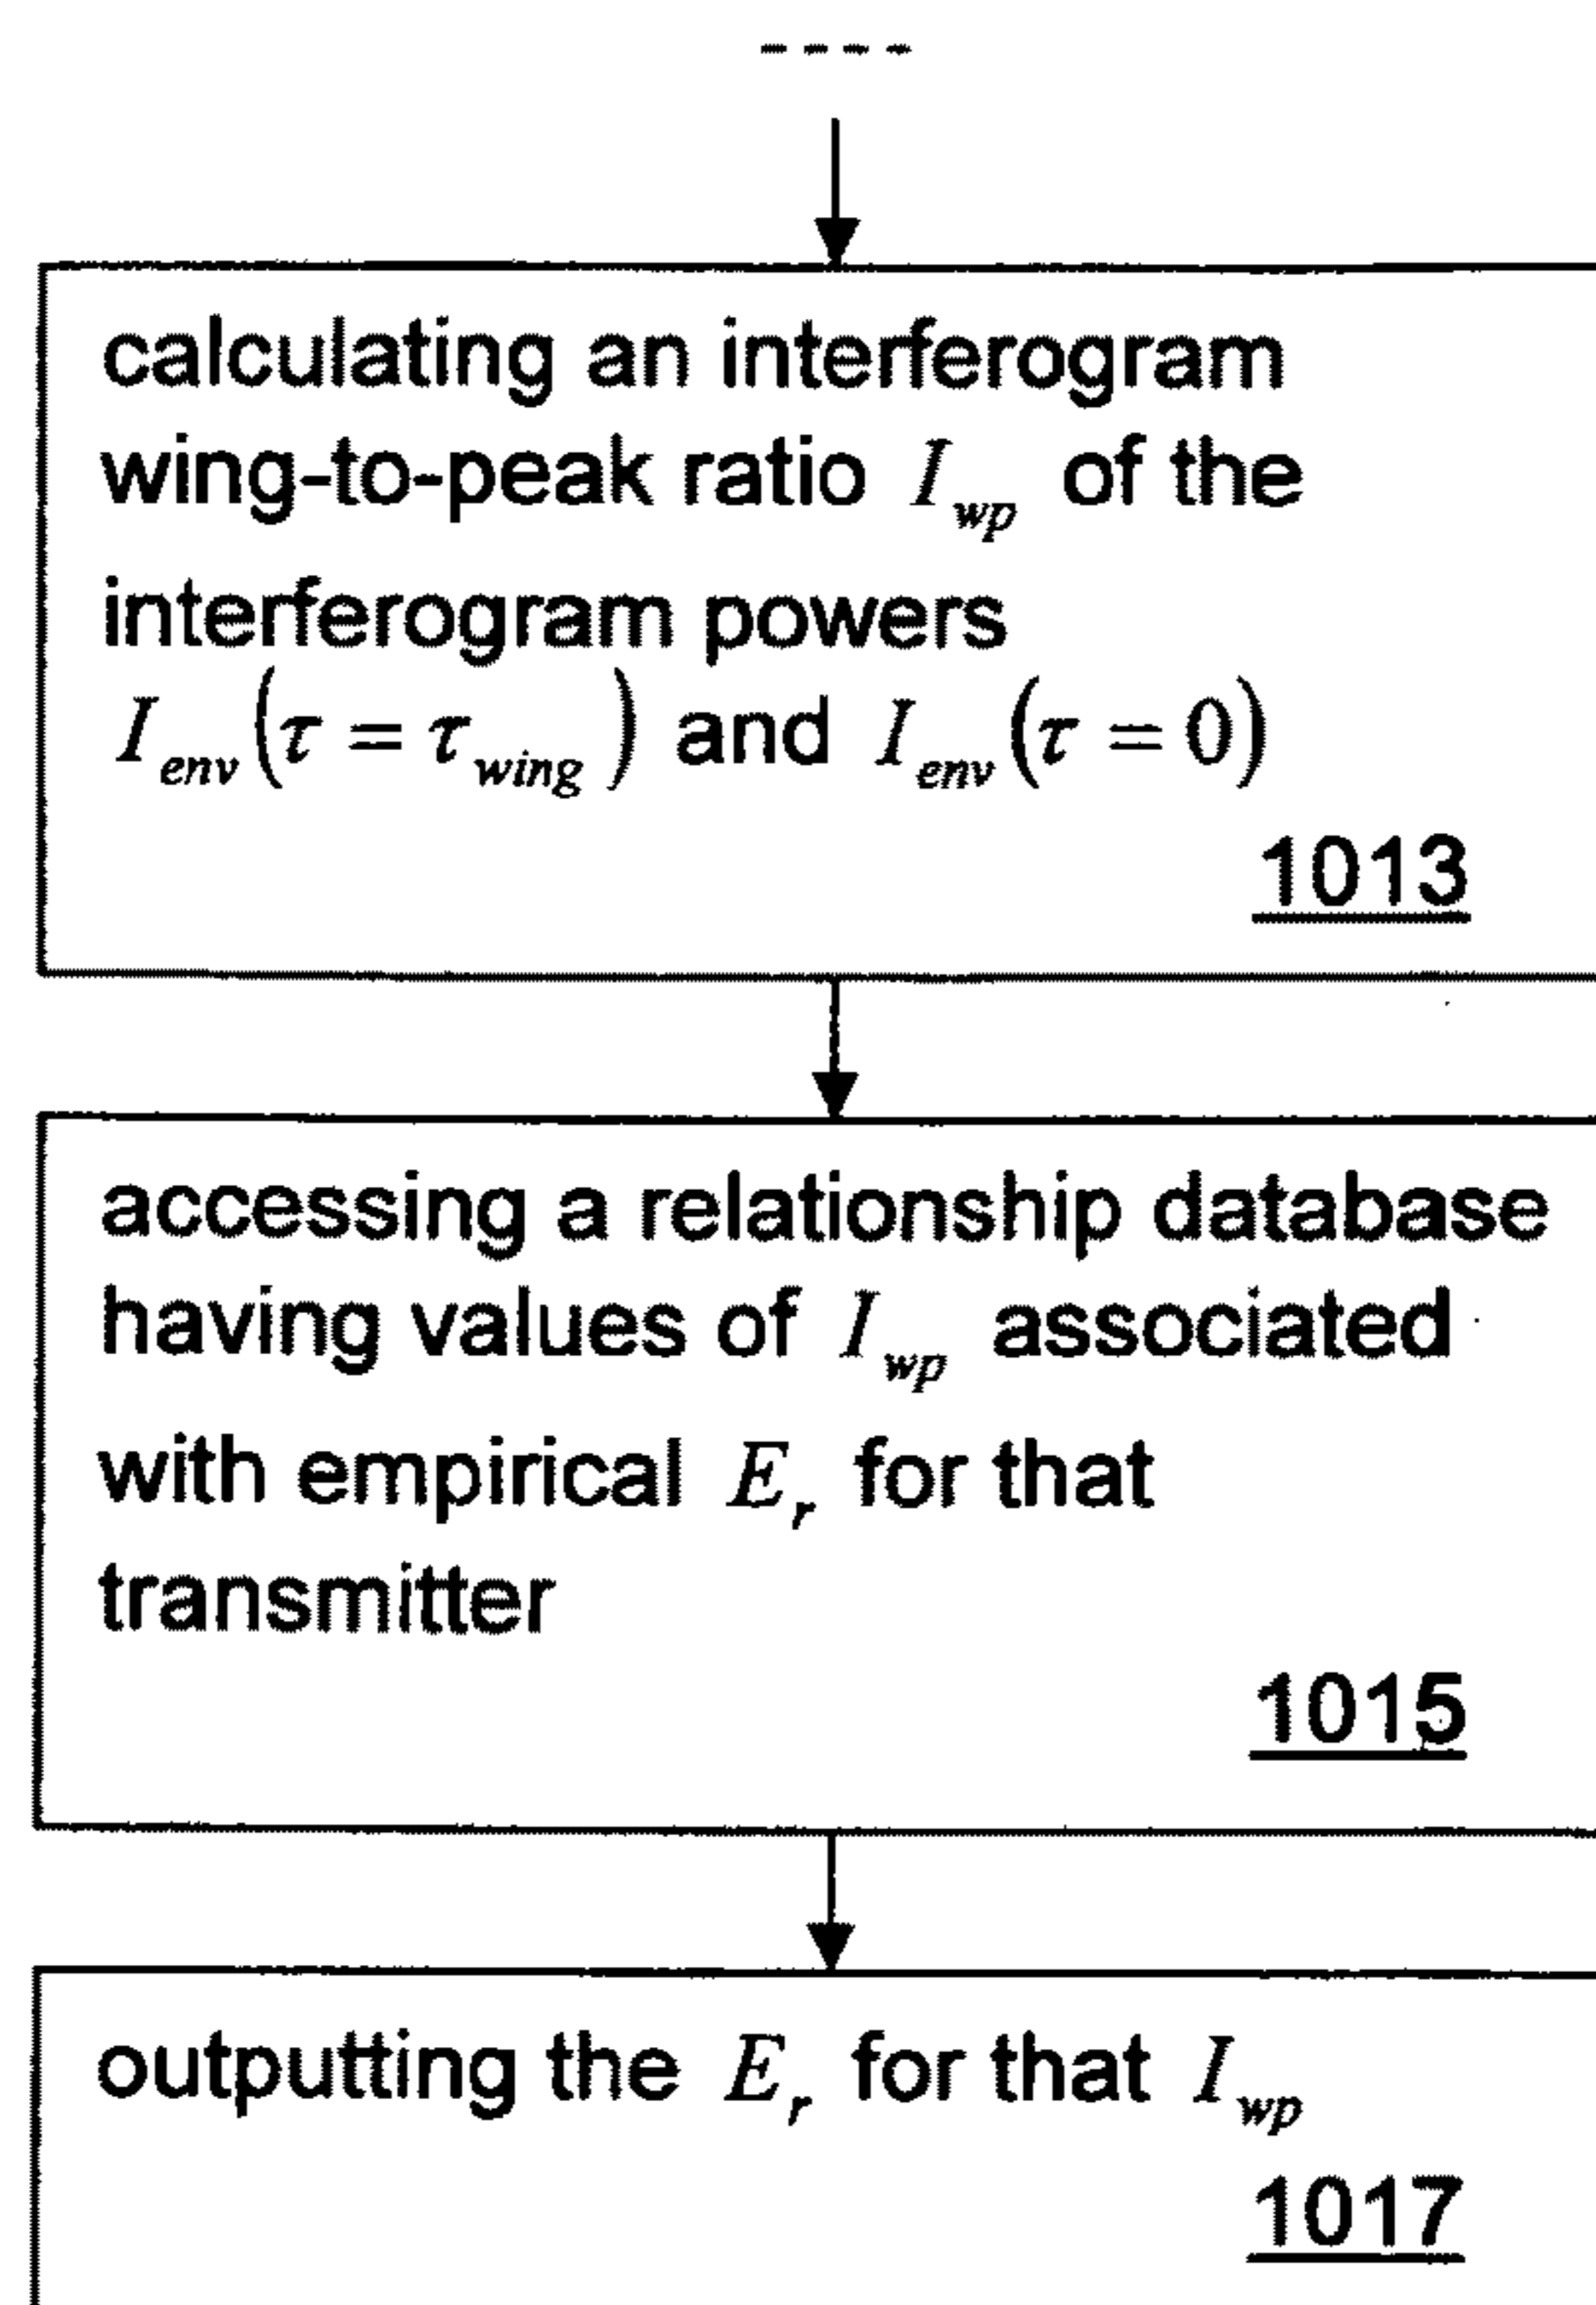 calculating an interferogram
wing-to-peak ratio I_wp of the
interferogram powers
I_env(τ = τ_wing) and I_env(τ = 0)
1013
accessing a relationship database
having values of I_wp associated
with empirical E_r for that
transmitter
1015
outputting the E_r for that I_wp
1017